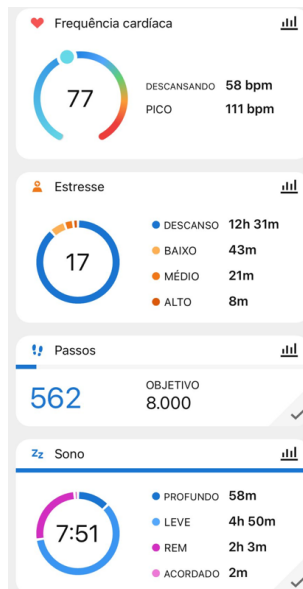 Frequência cardíaca
77
DESCANSANDO 58 bpm
PICO 111 bpm
Estresse
17
DESCANSO 12h 31m
BAIXO 43m
MÉDIO 21m
ALTO 8m
Passos
562
OBJETIVO
8.000
Zz Sono
7:51
PROFUNDO 58m
LEVE 4h 50m
REM 2h 3m
ACORDADO 2m